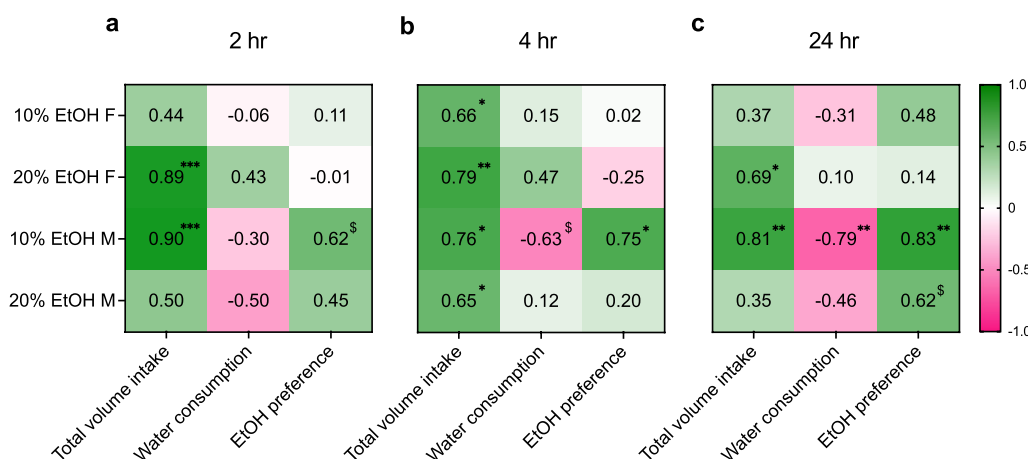 a
2 hr
b
4 hr
c
24 hr
10% EtOH F
0.44 -0.06 0.11
0.66 * 0.15 0.02
0.37 -0.31 0.48
20% EtOH F
0.89 *** 0.43 -0.01
0.79 ** 0.47 -0.25
0.69 * 0.10 0.14
10% EtOH M
0.90 *** -0.30 0.62 $
0.76 * -0.63 $ 0.75 *
0.81 ** -0.79 ** 0.83 **
20% EtOH M
0.50 -0.50 0.45
0.65 * 0.12 0.20
0.35 -0.46 0.62 $
Total volume intake
Water consumption
EtOH preference
Total volume intake
Water consumption
EtOH preference
Total volume intake
Water consumption
EtOH preference
1.0
0.5
0
-0.5
-1.0